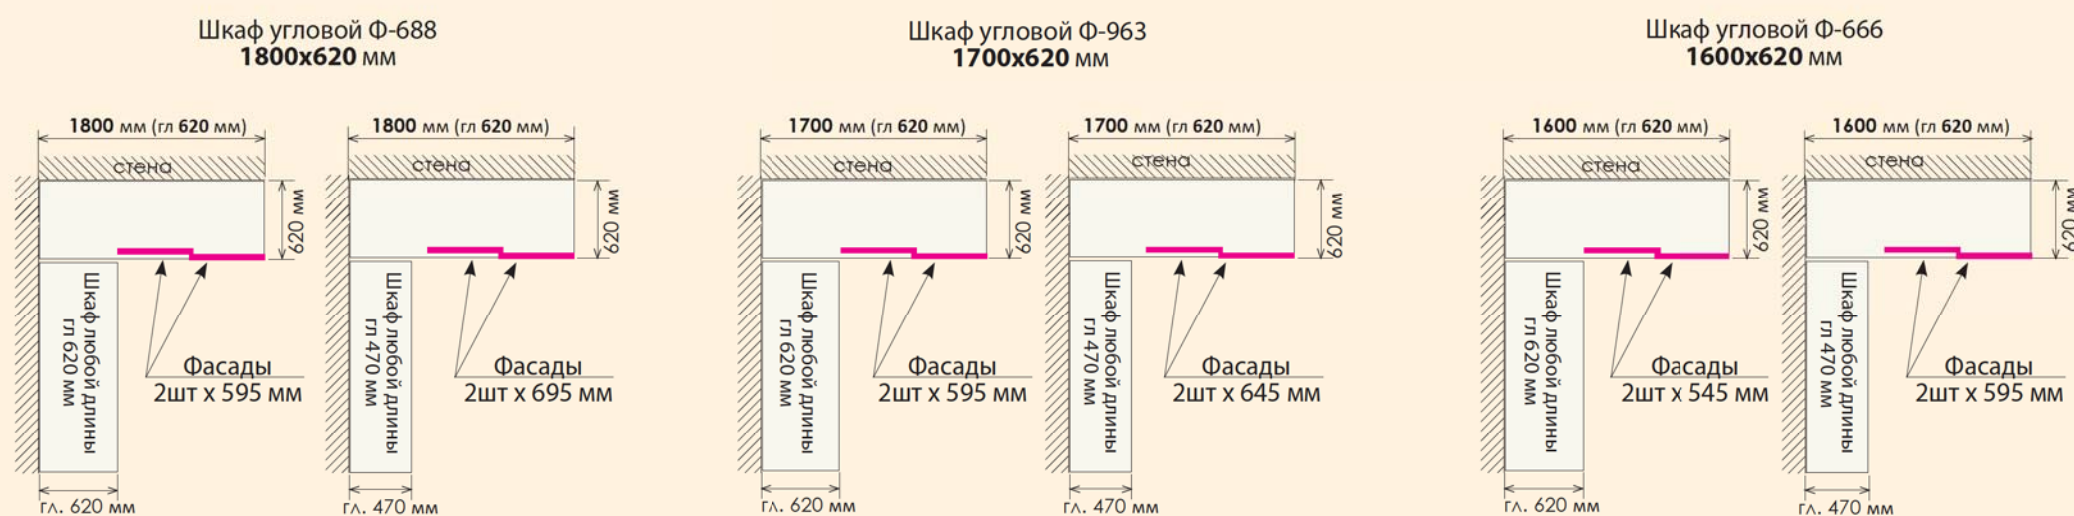 Шкаф угловой Ф-688
1800х620 мм
1800 мм (гл 620 мм)
стена
620 мм
Шкаф любой длины
гл 620 мм
Фасады
2шт х 595 мм
гл. 620 мм
1800 мм (гл 620 мм)
стена
620 мм
Шкаф любой длины
гл 470 мм
Фасады
2шт х 695 мм
гл. 470 мм
Шкаф угловой Ф-963
1700х620 мм
1700 мм (гл 620 мм)
стена
620 мм
Шкаф любой длины
гл 620 мм
Фасады
2шт х 595 мм
гл. 620 мм
1700 мм (гл 620 мм)
стена
620 мм
Шкаф любой длины
гл 470 мм
Фасады
2шт х 645 мм
гл. 470 мм
Шкаф угловой Ф-666
1600х620 мм
1600 мм (гл 620 мм)
стена
620 мм
Шкаф любой длины
гл 620 мм
Фасады
2шт х 545 мм
гл. 620 мм
1600 мм (гл 620 мм)
стена
620 мм
Шкаф любой длины
гл 470 мм
Фасады
2шт х 595 мм
гл. 470 мм